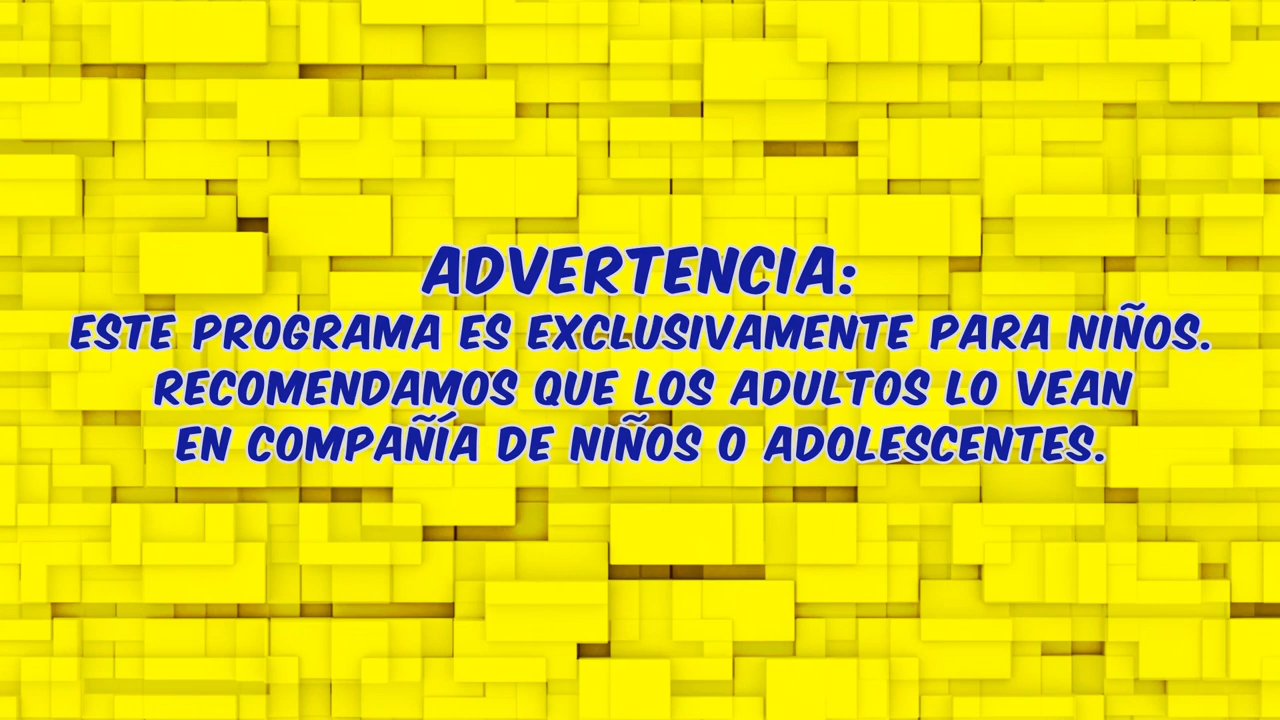 ADVERTENCIA:
ESTE PROGRAMA ES EXCLUSIVAMENTE PARA NIÑOS.
RECOMENDAMOS QUE LOS ADULTOS LO VEAN
EN COMPAÑÍA DE NIÑOS O ADOLESCENTES.